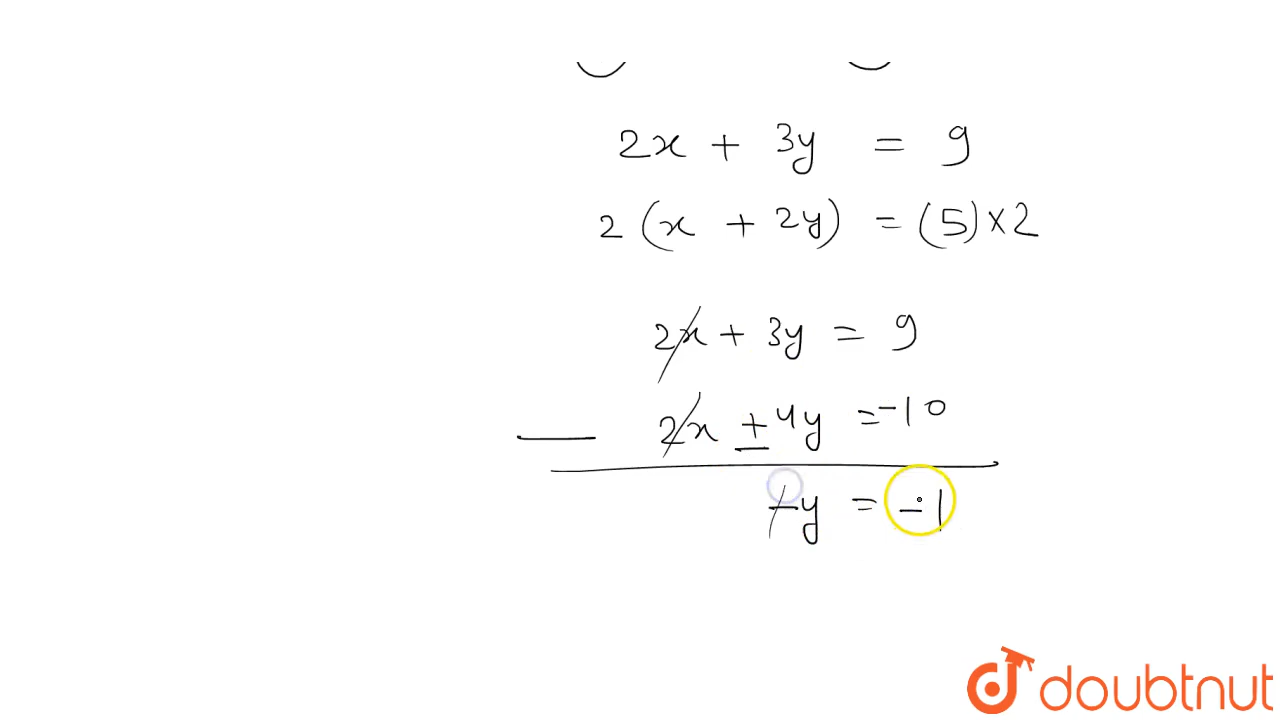 2x + 3y = 9
2 (x + 2y) = (5) × 2
2x + 3y = 9
— 2x + 4y = -10
-y = -1
doubtnut